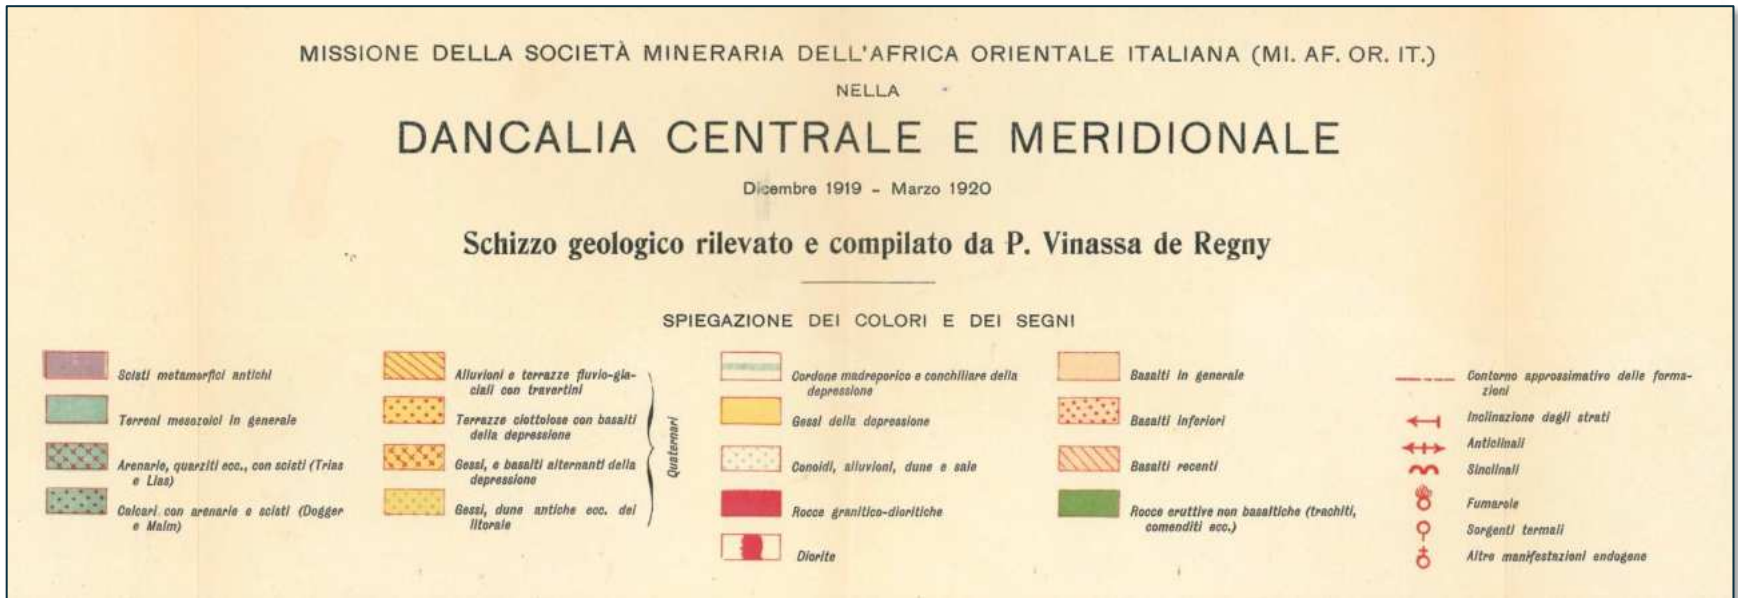 MISSIONE DELLA SOCIETÀ MINERARIA DELL'AFRICA ORIENTALE ITALIANA (MI. AF. OR. IT.)
NELLA
DANCALIA CENTRALE E MERIDIONALE
Dicembre 1919 - Marzo 1920
Schizzo geologico rilevato e compilato da P. Vinassa de Regny
SPIEGAZIONE DEI COLORI E DEI SEGNI
Scisti metamorfici antichi
Terreni mesozoici in generale
Arenarie, quarziti ecc., con scisti (Trias
e Lias)
Calcari con arenarie e scisti (Dogger
e Malm)
Alluvioni e terrazze fluvio-gla-
ciali con travertini
Terrazze ciottolose con basalti
della depressione
Gessi, e basalti alternanti della
depressione
Gessi, dune antiche ecc. del
litorale
Quaternari
Cordone madreporico e conchiliare della
depressione
Gessi della depressione
Conoidi, alluvioni, dune e sale
Rocce granitico-dioritiche
Diorite
Basalti in generale
Basalti inferiori
Basalti recenti
Rocce eruttive non basaltiche (trachiti,
comenditi ecc.)
Contorno approssimativo delle forma-
zioni
Inclinazione degli strati
Anticlinali
Sinclinali
Fumarole
Sorgenti termali
Altre manifestazioni endogene